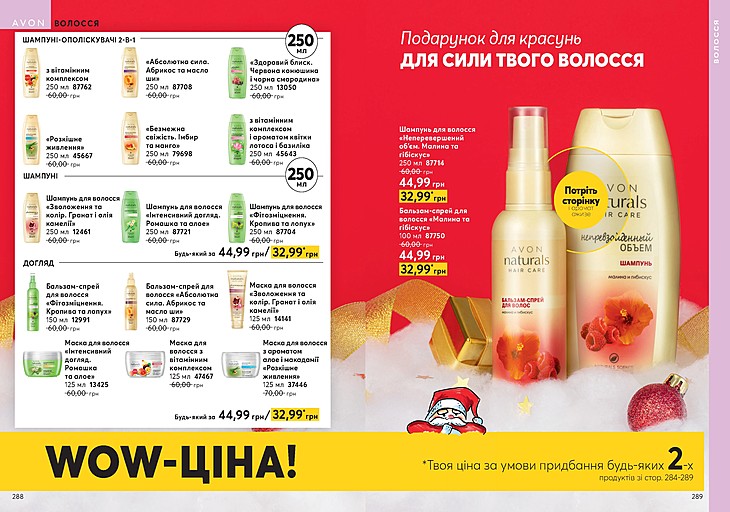 AVON ВОЛОССЯ
ШАМПУНІ-ОПОЛІСКУВАЧІ 2-В-1
250
МЛ
з вітамінним
комплексом
250 мл 87762
60,00 грн
«Абсолютна сила.
Абрикос та масло
ши»
250 мл 87708
60,00 грн
«Здоровий блиск.
Червона конюшина
і чорна смородина»
250 мл 13050
60,00 грн
«Розкішне
живлення»
250 мл 45667
60,00 грн
«Безмежна
свіжість. Імбир
та манго»
250 мл 79698
60,00 грн
з вітамінним
комплексом
і ароматом квітки
лотоса і базиліка
250 мл 45643
60,00 грн
ШАМПУНІ
250
МЛ
Шампунь для волосся
«Зволоження та
колір. Гранат і олія
камелії»
250 мл 12461
60,00 грн
Шампунь для волосся
«Інтенсивний догляд.
Ромашка та алое»
250 мл 87721
60,00 грн
Шампунь для волосся
«Фітозміцнення.
Кропива та лопух»
250 мл 87704
60,00 грн
Будь-який за 44,99 грн/ 32,99* грн
ДОГЛЯД
Бальзам-спрей
для волосся
«Фітозміцнення.
Кропива та лопух»
150 мл 12991
60,00 грн
Бальзам-спрей для
волосся «Абсолютна
сила. Абрикос та
масло ши»
150 мл 87729
60,00 грн
Маска для волосся
«Зволоження та
колір. Гранат і олія
камелії»
125 мл 14141
60,00 грн
Маска для волосся
«Інтенсивний
догляд.
Ромашка
та алое»
125 мл 13425
60,00 грн
Маска для
волосся з
вітамінним
комплексом
125 мл 47467
60,00 грн
Маска для волосся
з ароматом
алое і макадамії
«Розкішне
живлення»
125 мл 37446
70,00 грн
Будь-який за 44,99 грн/ 32,99* грн
WOW-ЦІНА!
288
Подарунок для красунь
ДЛЯ СИЛИ ТВОГО ВОЛОССЯ
Шампунь для волосся
«Неперевершений
об'єм. Малина та
гібіскус»
250 мл 87714
60,00 грн
44,99 грн
32,99* грн
Бальзам-спрей для
волосся «Малина та
гібіскус»
100 мл 87750
60,00 грн
44,99 грн
32,99* грн
AVON
naturals
HAIR CARE
БАЛЬЗАМ-СПРЕЙ
ДЛЯ ВОЛОС
малина и гибискус
Потріть
сторінку
AVON
naturals
HAIR CARE
непревзойденный
ОБЪЕМ
ШАМПУНЬ
малина и гибискус
*Твоя ціна за умови придбання будь-яких 2-х
продуктів зі стор. 284-289
289
ВОЛОССЯ